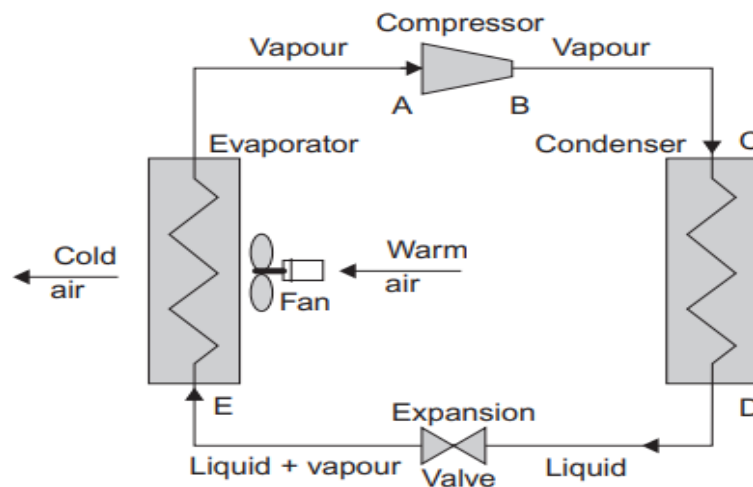 Compressor
Vapour
Vapour
A
B
Evaporator
Condenser
C
Cold
air
Warm
air
Fan
E
Expansion
D
Liquid + vapour
Valve
Liquid